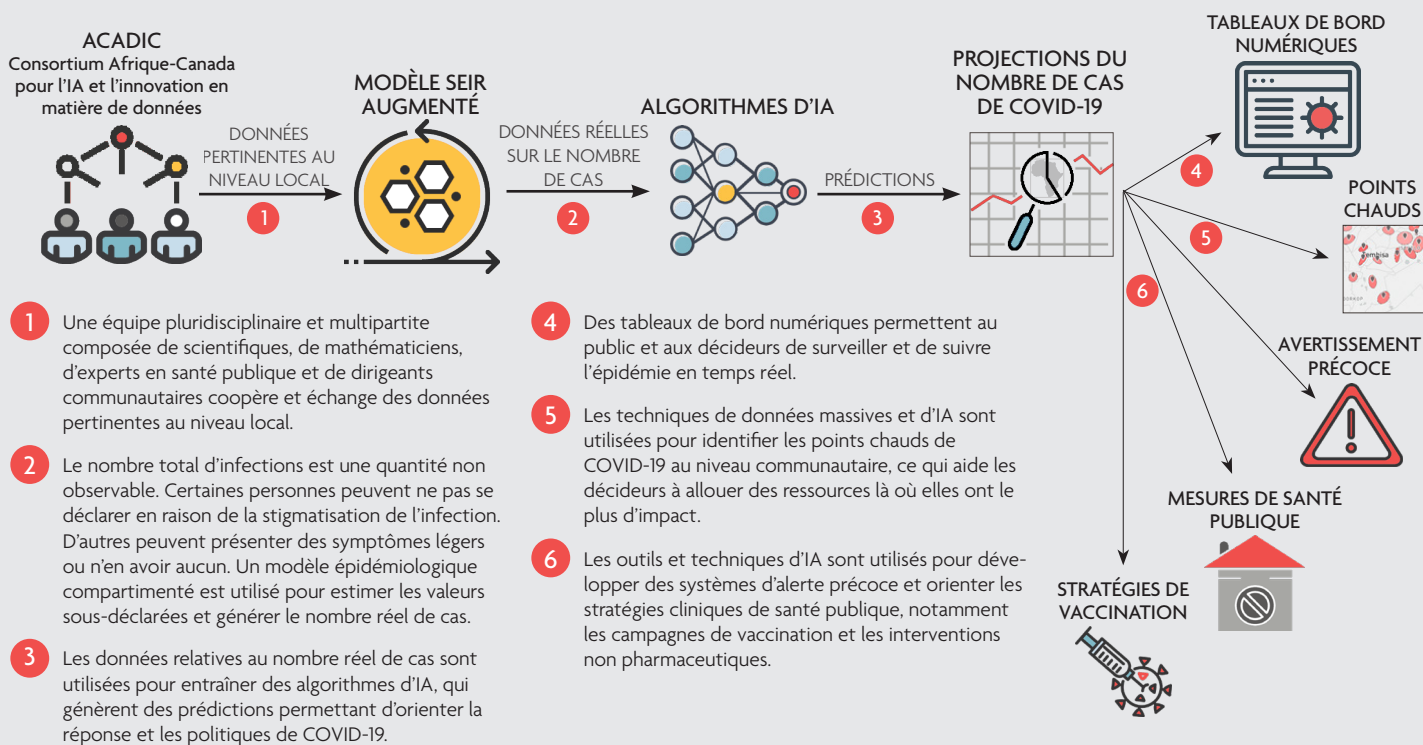 ACADIC
Consortium Afrique-Canada
pour l'IA et l'innovation en
matière de données
DONNÉES
PERTINENTES AU
NIVEAU LOCAL
1
MODÈLE SEIR
AUGMENTÉ
DONNÉES RÉELLES
SUR LE NOMBRE
DE CAS
2
ALGORITHMES D'IA
PRÉDICTIONS
3
PROJECTIONS DU
NOMBRE DE CAS
DE COVID-19
4
TABLEAUX DE BORD
NUMÉRIQUES
5
POINTS
CHAUDS
Tembisa
6
AVERTISSEMENT
PRÉCOCE
MESURES DE SANTÉ
PUBLIQUE
STRATÉGIES DE
VACCINATION
1
Une équipe pluridisciplinaire et multipartite
composée de scientifiques, de mathématiciens,
d'experts en santé publique et de dirigeants
communautaires coopère et échange des données
pertinentes au niveau local.
2
Le nombre total d'infections est une quantité non
observable. Certaines personnes peuvent ne pas se
déclarer en raison de la stigmatisation de l'infection.
D'autres peuvent présenter des symptômes légers
ou n'en avoir aucun. Un modèle épidémiologique
compartimenté est utilisé pour estimer les valeurs
sous-déclarées et générer le nombre réel de cas.
3
Les données relatives au nombre réel de cas sont
utilisées pour entraîner des algorithmes d'IA, qui
génèrent des prédictions permettant d'orienter la
réponse et les politiques de COVID-19.
4
Des tableaux de bord numériques permettent au
public et aux décideurs de surveiller et de suivre
l'épidémie en temps réel.
5
Les techniques de données massives et d'IA sont
utilisées pour identifier les points chauds de
COVID-19 au niveau communautaire, ce qui aide les
décideurs à allouer des ressources là où elles ont le
plus d'impact.
6
Les outils et techniques d'IA sont utilisés pour déve-
lopper des systèmes d'alerte précoce et orienter les
stratégies cliniques de santé publique, notamment
les campagnes de vaccination et les interventions
non pharmaceutiques.